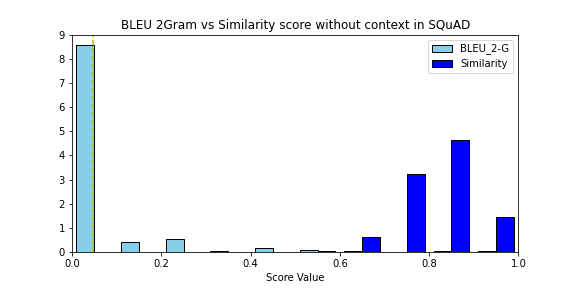 BLEU 2Gram vs Similarity score without context in SQuAD
BLEU_2-G
Similarity
9
8
7
6
5
4
3
2
1
0
0.0 0.2 0.4 0.6 0.8 1.0
Score Value